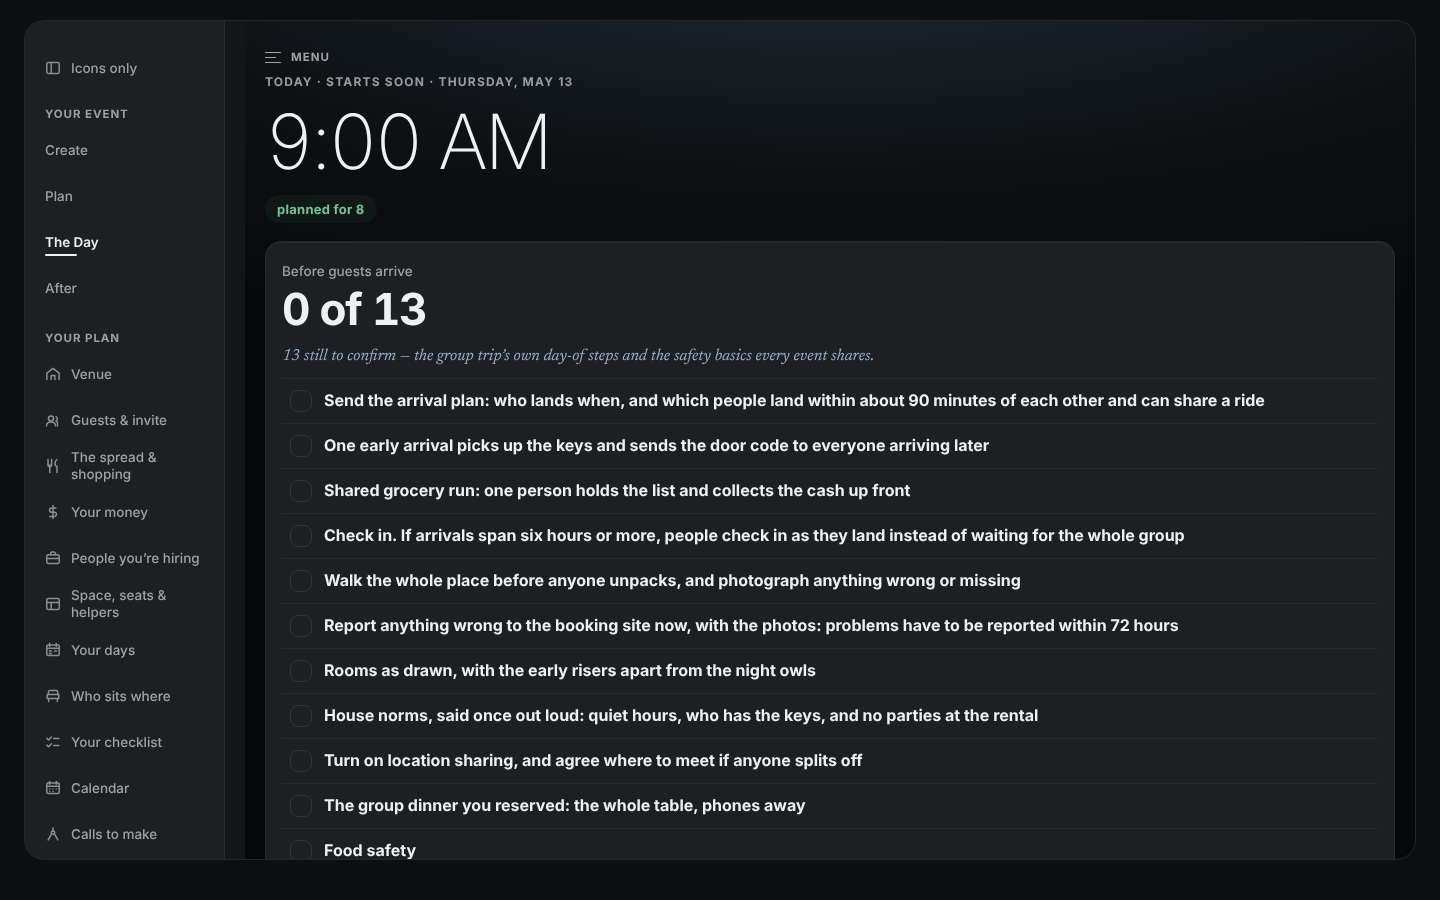 Icons only
YOUR EVENT
Create
Plan
The Day
After
YOUR PLAN
Venue
Guests & invite
The spread &
shopping
Your money
People you’re hiring
Space, seats &
helpers
Your days
Who sits where
Your checklist
Calendar
Calls to make
MENU
TODAY · STARTS SOON · THURSDAY, MAY 13
9:00 AM
planned for 8
Before guests arrive
0 of 13
13 still to confirm – the group trip’s own day-of steps and the safety basics every event shares.
Send the arrival plan: who lands when, and which people land within about 90 minutes of each other and can share a ride
One early arrival picks up the keys and sends the door code to everyone arriving later
Shared grocery run: one person holds the list and collects the cash up front
Check in. If arrivals span six hours or more, people check in as they land instead of waiting for the whole group
Walk the whole place before anyone unpacks, and photograph anything wrong or missing
Report anything wrong to the booking site now, with the photos: problems have to be reported within 72 hours
Rooms as drawn, with the early risers apart from the night owls
House norms, said once out loud: quiet hours, who has the keys, and no parties at the rental
Turn on location sharing, and agree where to meet if anyone splits off
The group dinner you reserved: the whole table, phones away
Food safety